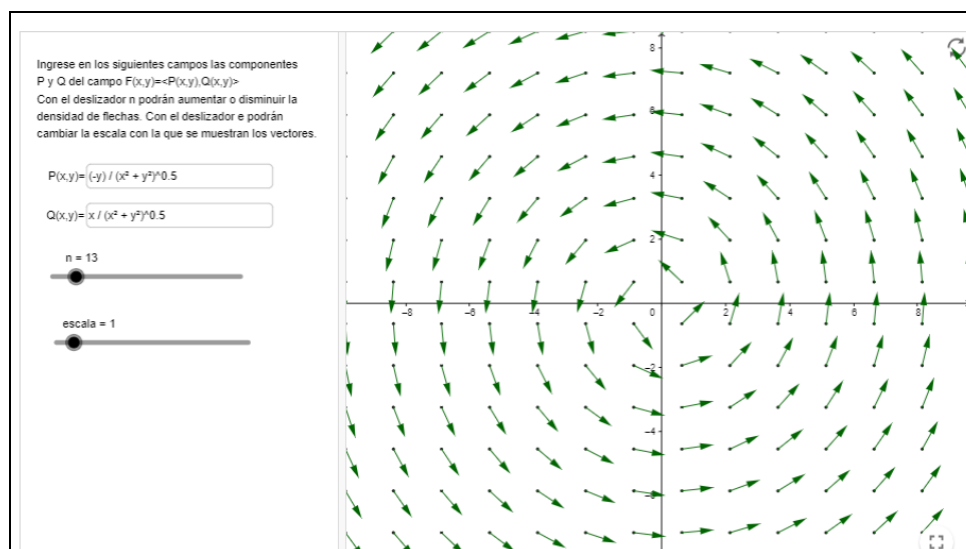 Ingrese en los siguientes campos las componentes
P y Q del campo F(x,y)=<P(x,y),Q(x,y)>
Con el deslizador n podrán aumentar o disminuir la
densidad de flechas. Con el deslizador e podrán
cambiar la escala con la que se muestran los vectores.
P(x,y)= (-y) / (x² + y²)^0.5
Q(x,y)= x / (x² + y²)^0.5
n = 13
escala = 1
8
6
4
2
-8 -6 -4 -2 0 2 4 6 8
-2
-4
-6